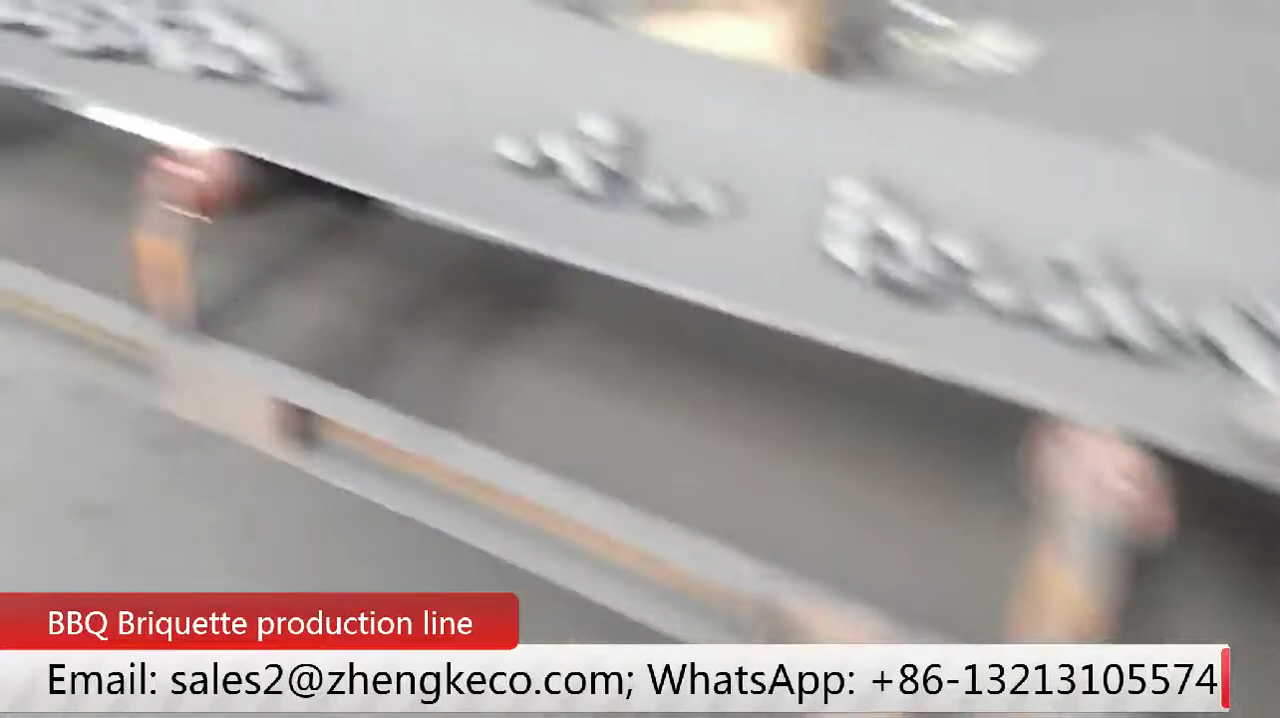 BBQ Briquette production line
Email: sales2@zhengkeco.com; WhatsApp: +86-13213105574